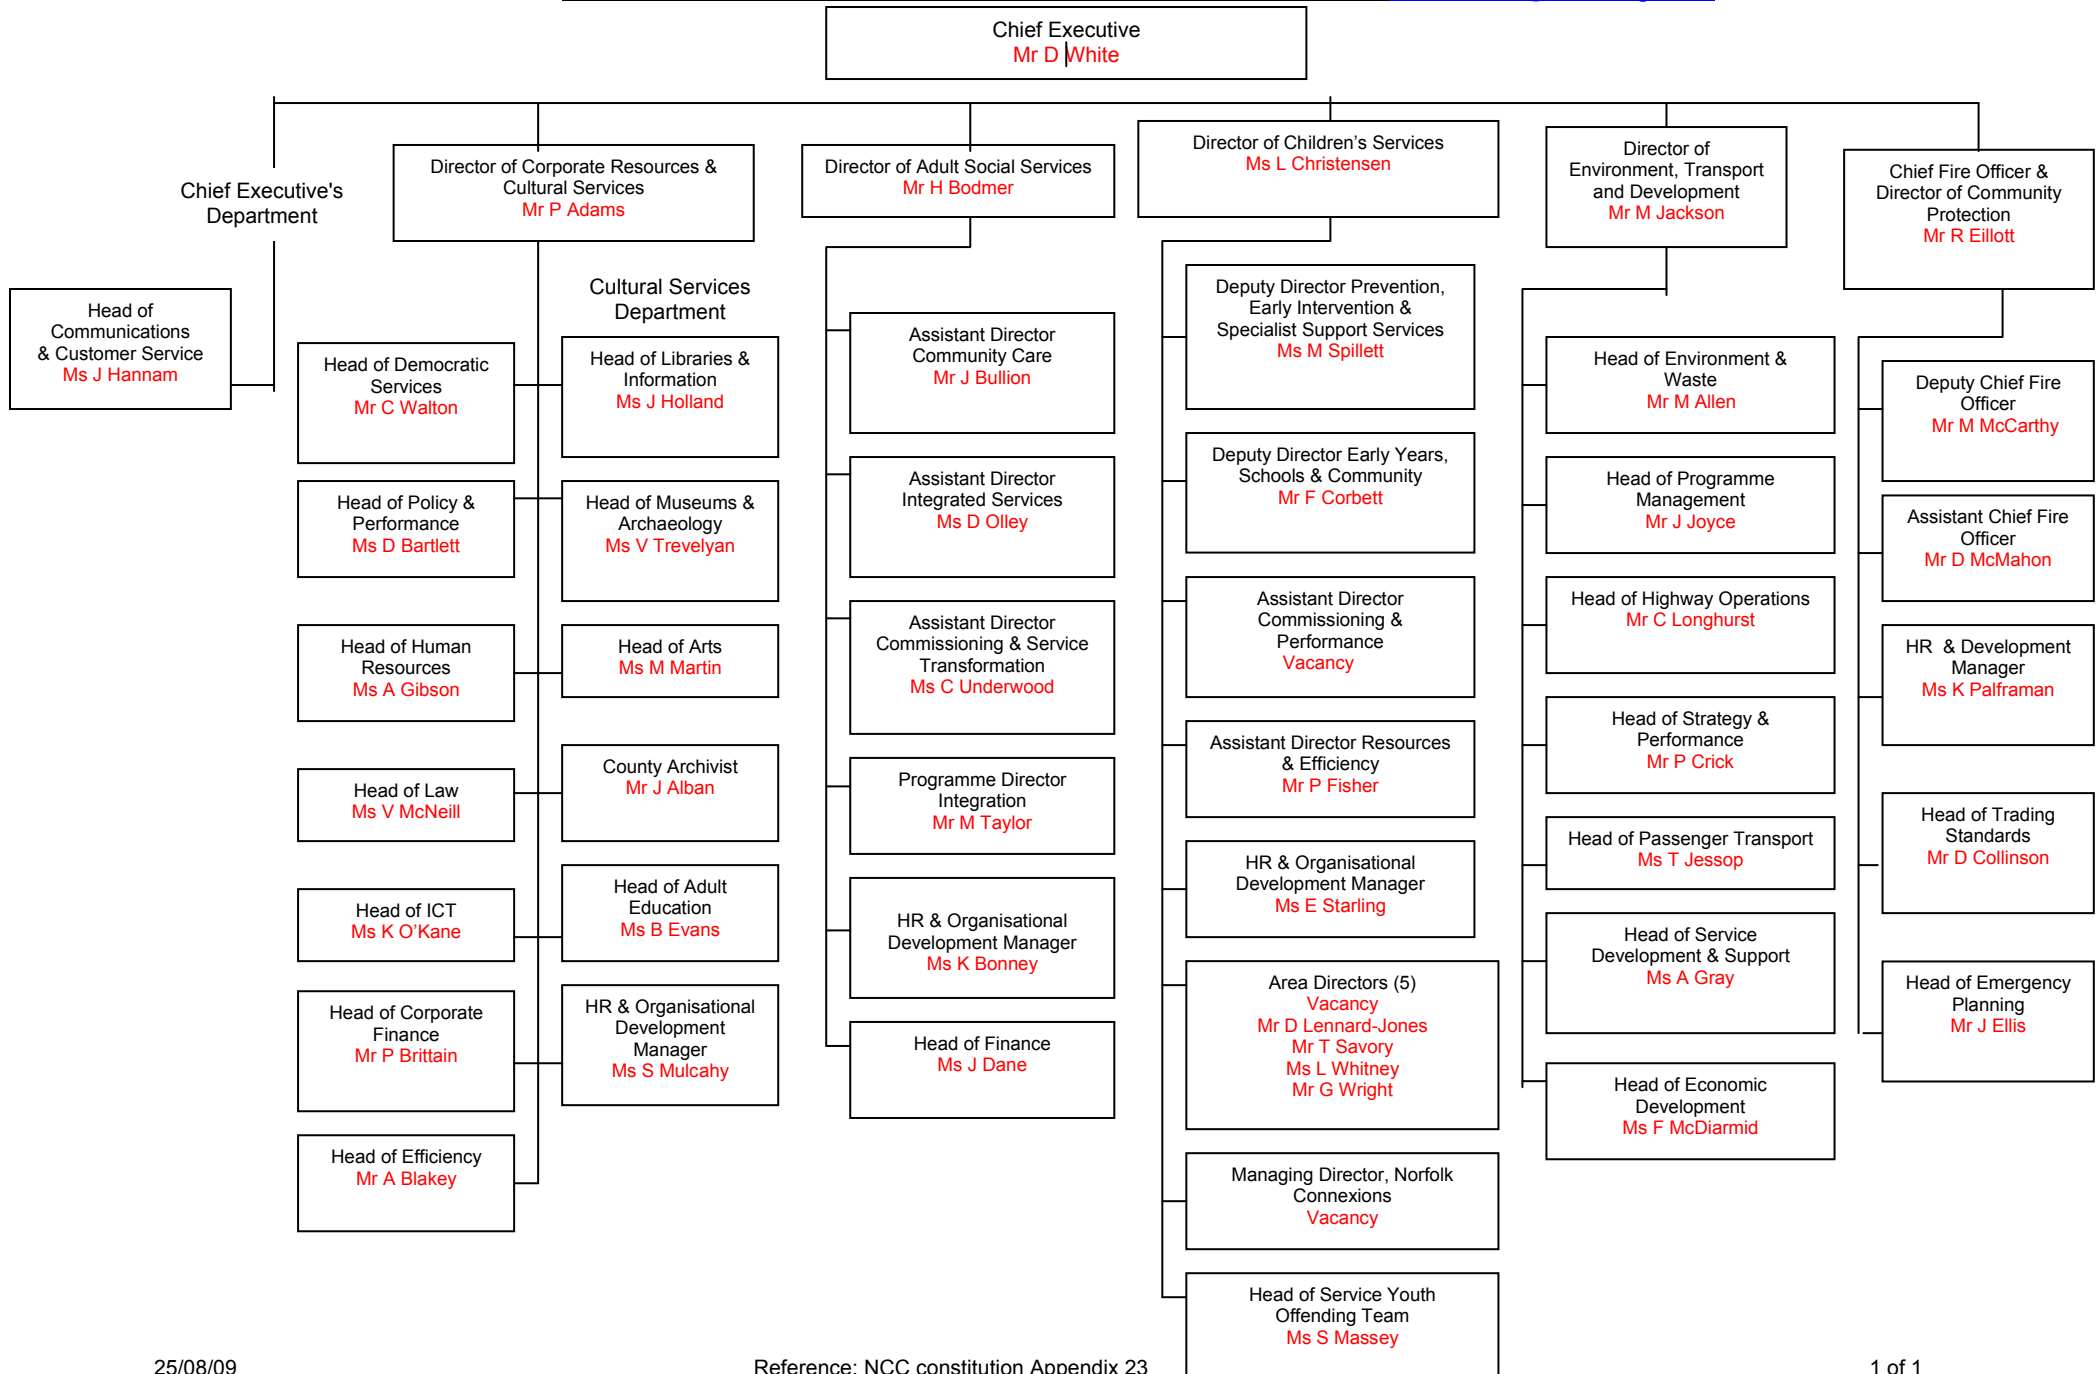 Chief Executive
Mr D White
Chief Executive's
Department
Head of
Communications
& Customer Service
Ms J Hannam
Director of Corporate Resources &
Cultural Services
Mr P Adams
Head of Democratic
Services
Mr C Walton
Head of Policy &
Performance
Ms D Bartlett
Head of Human
Resources
Ms A Gibson
Head of Law
Ms V McNeill
Head of ICT
Ms K O’Kane
Head of Corporate
Finance
Mr P Brittain
Head of Efficiency
Mr A Blakey
Cultural Services
Department
Head of Libraries &
Information
Ms J Holland
Head of Museums &
Archaeology
Ms V Trevelyan
Head of Arts
Ms M Martin
County Archivist
Mr J Alban
Head of Adult
Education
Ms B Evans
HR & Organisational
Development
Manager
Ms S Mulcahy
Director of Adult Social Services
Mr H Bodmer
Assistant Director
Community Care
Mr J Bullion
Assistant Director
Integrated Services
Ms D Olley
Assistant Director
Commissioning & Service
Transformation
Ms C Underwood
Programme Director
Integration
Mr M Taylor
HR & Organisational
Development Manager
Ms K Bonney
Head of Finance
Ms J Dane
Director of Children’s Services
Ms L Christensen
Deputy Director Prevention,
Early Intervention &
Specialist Support Services
Ms M Spillett
Deputy Director Early Years,
Schools & Community
Mr F Corbett
Assistant Director
Commissioning &
Performance
Vacancy
Assistant Director Resources
& Efficiency
Mr P Fisher
HR & Organisational
Development Manager
Ms E Starling
Area Directors (5)
Vacancy
Mr D Lennard-Jones
Mr T Savory
Ms L Whitney
Mr G Wright
Managing Director, Norfolk
Connexions
Vacancy
Head of Service Youth
Offending Team
Ms S Massey
Director of
Environment, Transport
and Development
Mr M Jackson
Head of Environment &
Waste
Mr M Allen
Head of Programme
Management
Mr J Joyce
Head of Highway Operations
Mr C Longhurst
Head of Strategy &
Performance
Mr P Crick
Head of Passenger Transport
Ms T Jessop
Head of Service
Development & Support
Ms A Gray
Head of Economic
Development
Ms F McDiarmid
Chief Fire Officer &
Director of Community
Protection
Mr R Eillott
Deputy Chief Fire
Officer
Mr M McCarthy
Assistant Chief Fire
Officer
Mr D McMahon
HR & Development
Manager
Ms K Palframan
Head of Trading
Standards
Mr D Collinson
Head of Emergency
Planning
Mr J Ellis
25/08/09
Reference: NCC constitution Appendix 23
1 of 1